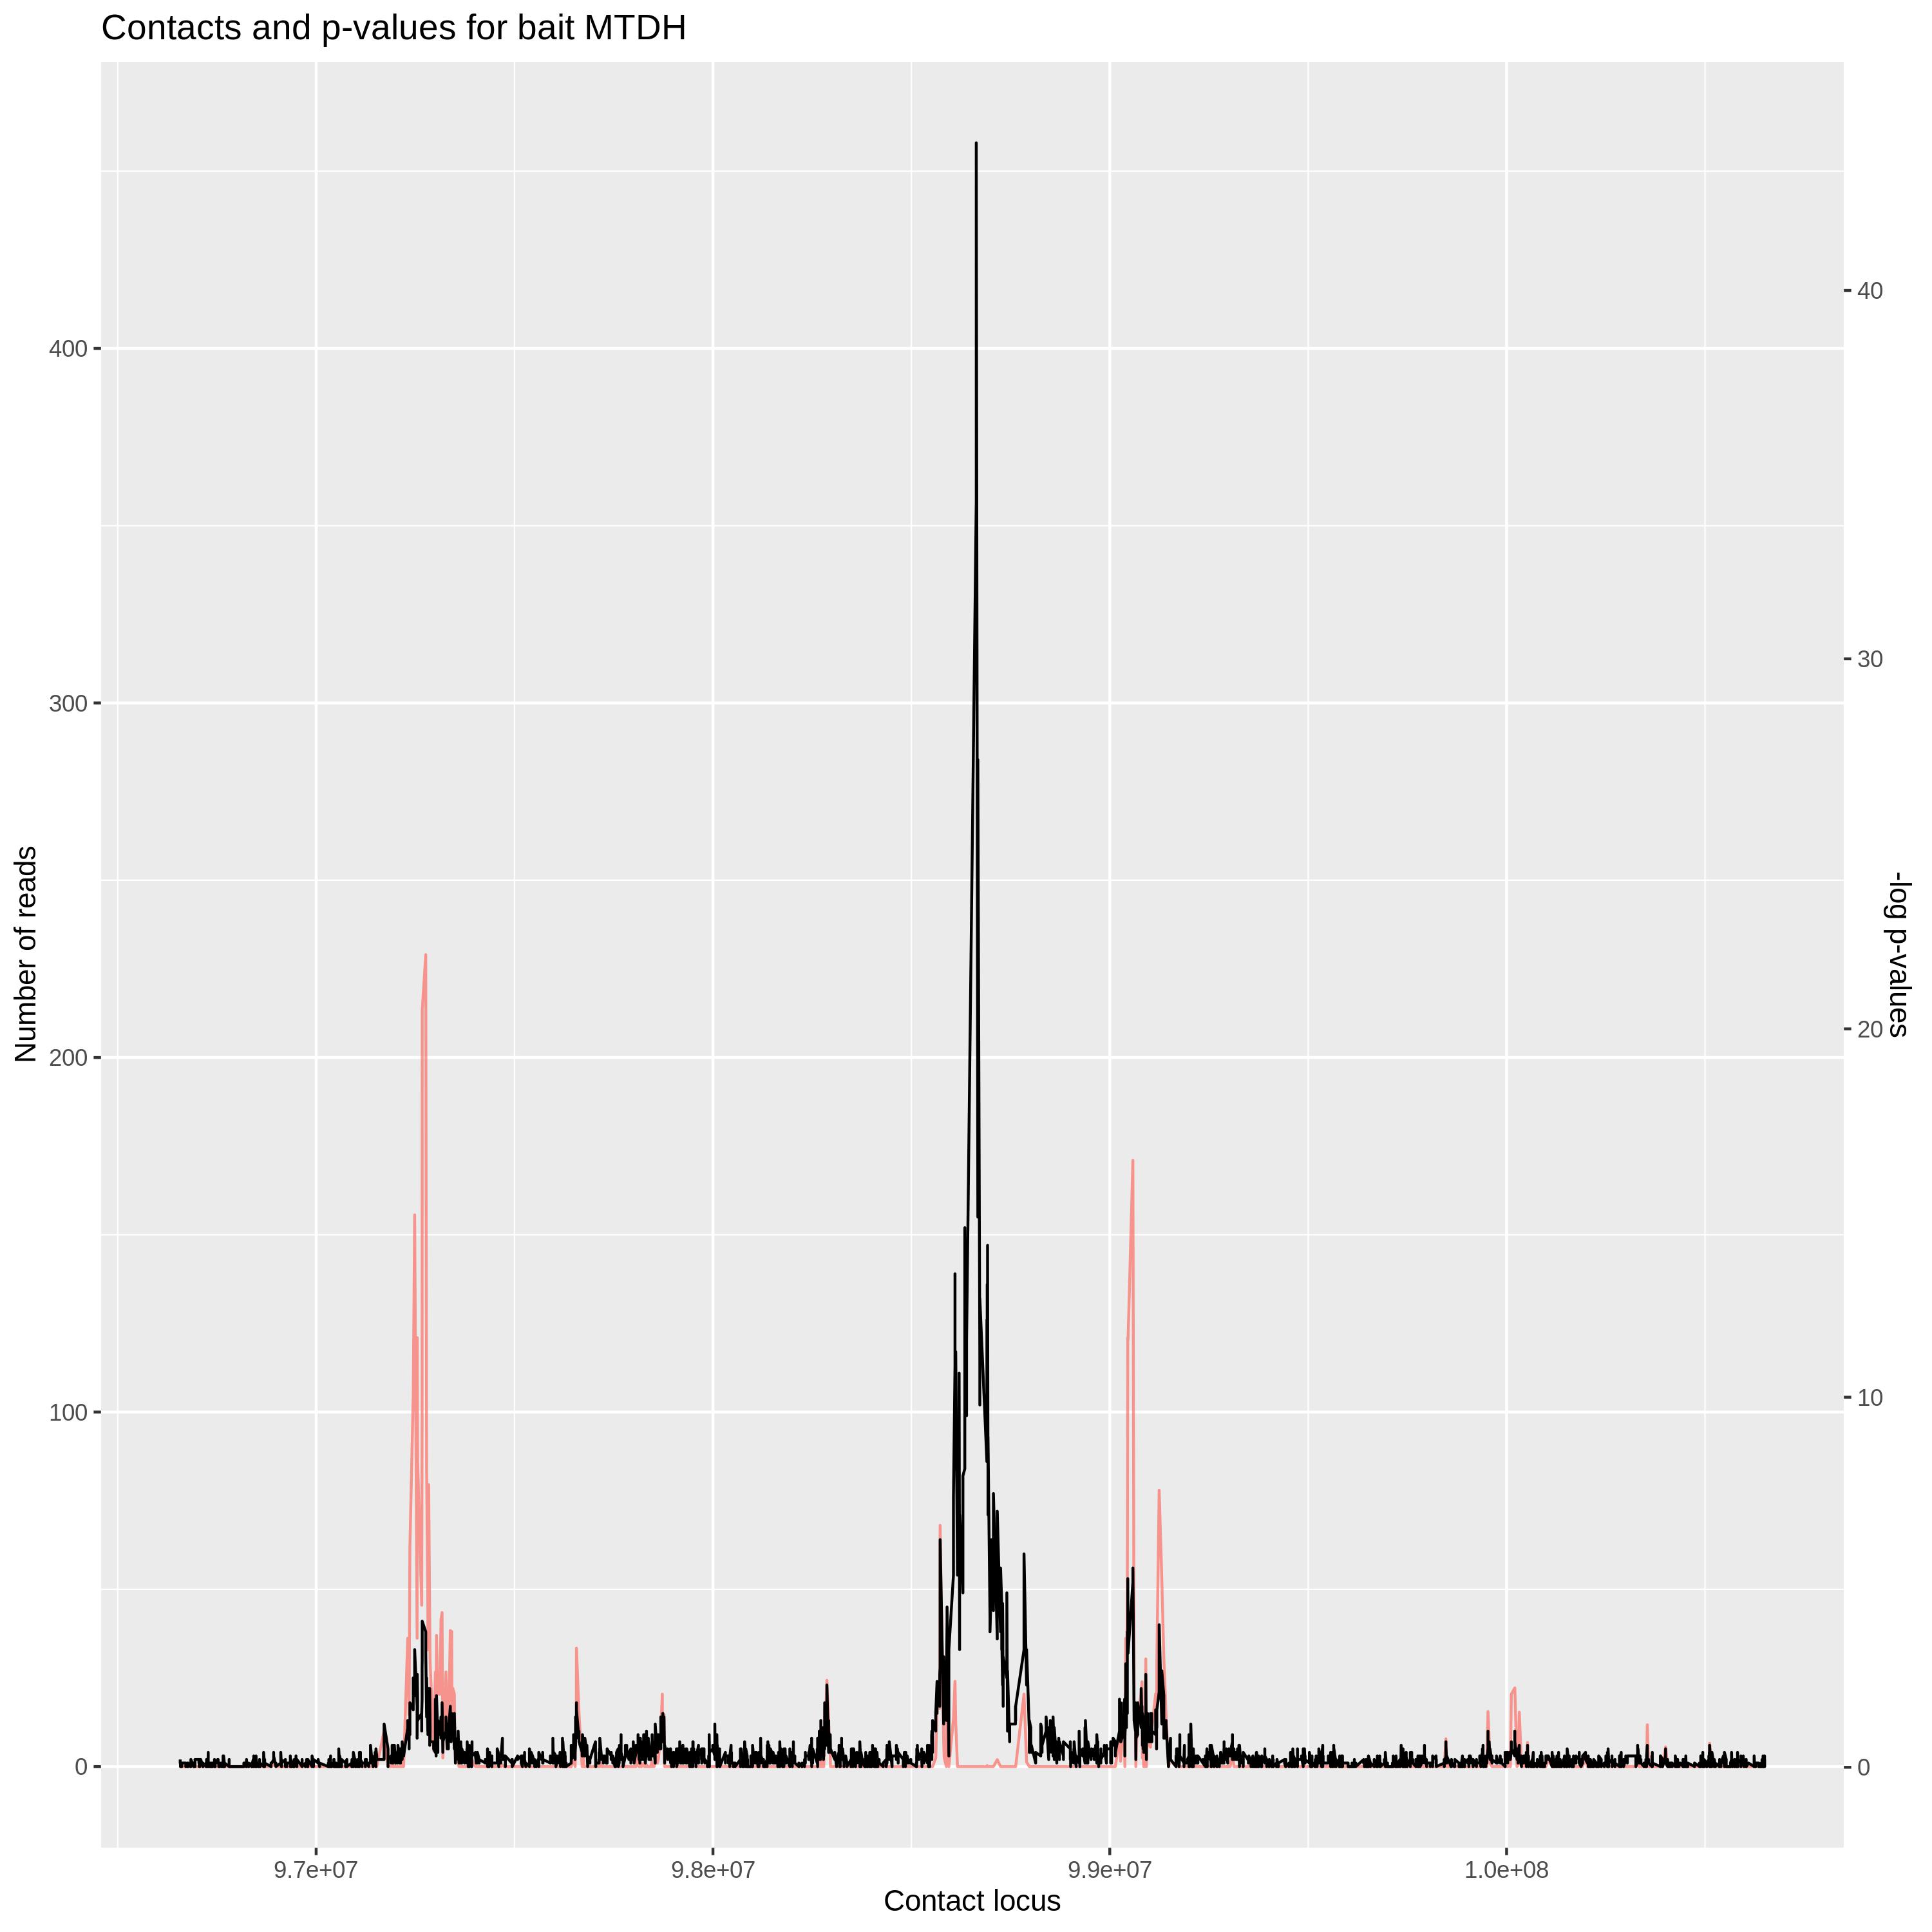 Contacts and p-values for bait MTDH
Number of reads
400
300
200
100
0
-log p-values
40
30
20
10
0
9.7e+07
9.8e+07
9.9e+07
1.0e+08
Contact locus